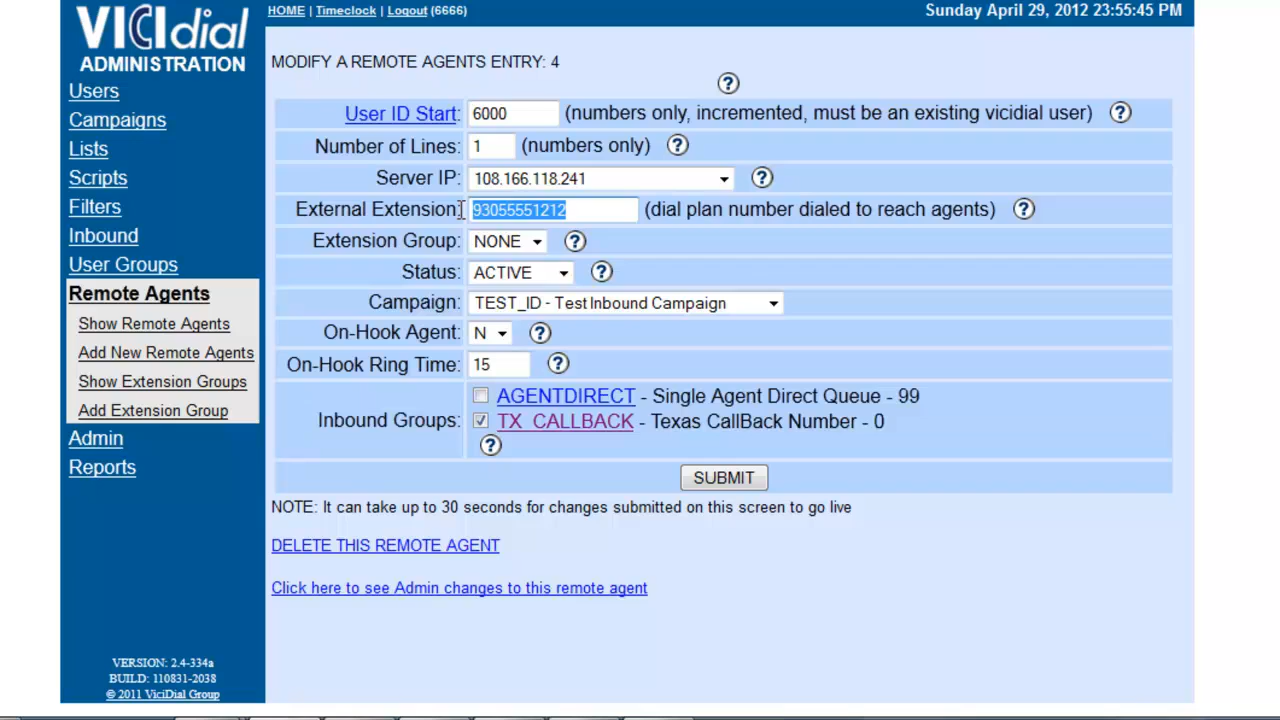 HOME | Timeclock | Logout (6666)
Sunday April 29, 2012 23:55:45 PM
VICIdial
ADMINISTRATION
Users
Campaigns
Lists
Scripts
Filters
Inbound
User Groups
Remote Agents
Show Remote Agents
Add New Remote Agents
Show Extension Groups
Add Extension Group
Admin
Reports
VERSION: 2.4-334a
BUILD: 110831-2038
© 2011 ViciDial Group
MODIFY A REMOTE AGENTS ENTRY: 4
?
User ID Start: 6000 (numbers only, incremented, must be an existing vicidial user) ?
Number of Lines: 1 (numbers only) ?
Server IP: 108.166.118.241 ?
External Extension: 93055551212 (dial plan number dialed to reach agents) ?
Extension Group: NONE ?
Status: ACTIVE ?
Campaign: TEST_ID - Test Inbound Campaign
On-Hook Agent: N ?
On-Hook Ring Time: 15 ?
Inbound Groups:
AGENTDIRECT - Single Agent Direct Queue - 99
TX_CALLBACK - Texas CallBack Number - 0
?
SUBMIT
NOTE: It can take up to 30 seconds for changes submitted on this screen to go live
DELETE THIS REMOTE AGENT
Click here to see Admin changes to this remote agent